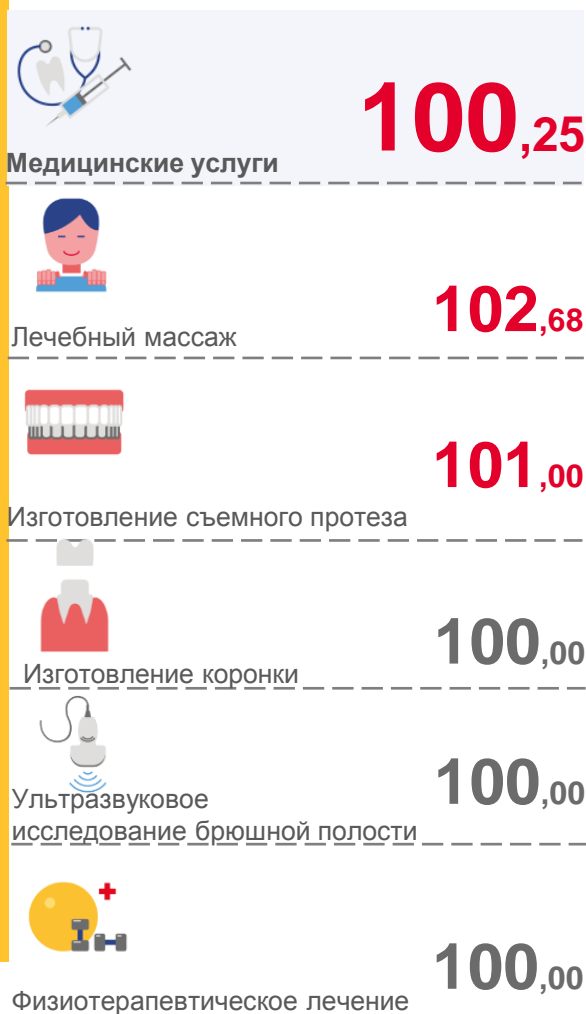 100,25
Медицинские услуги
102,68
Лечебный массаж
101,00
Изготовление съемного протеза
100,00
Изготовление коронки
100,00
Ультразвуковое
исследование брюшной полости
100,00
Физиотерапевтическое лечение